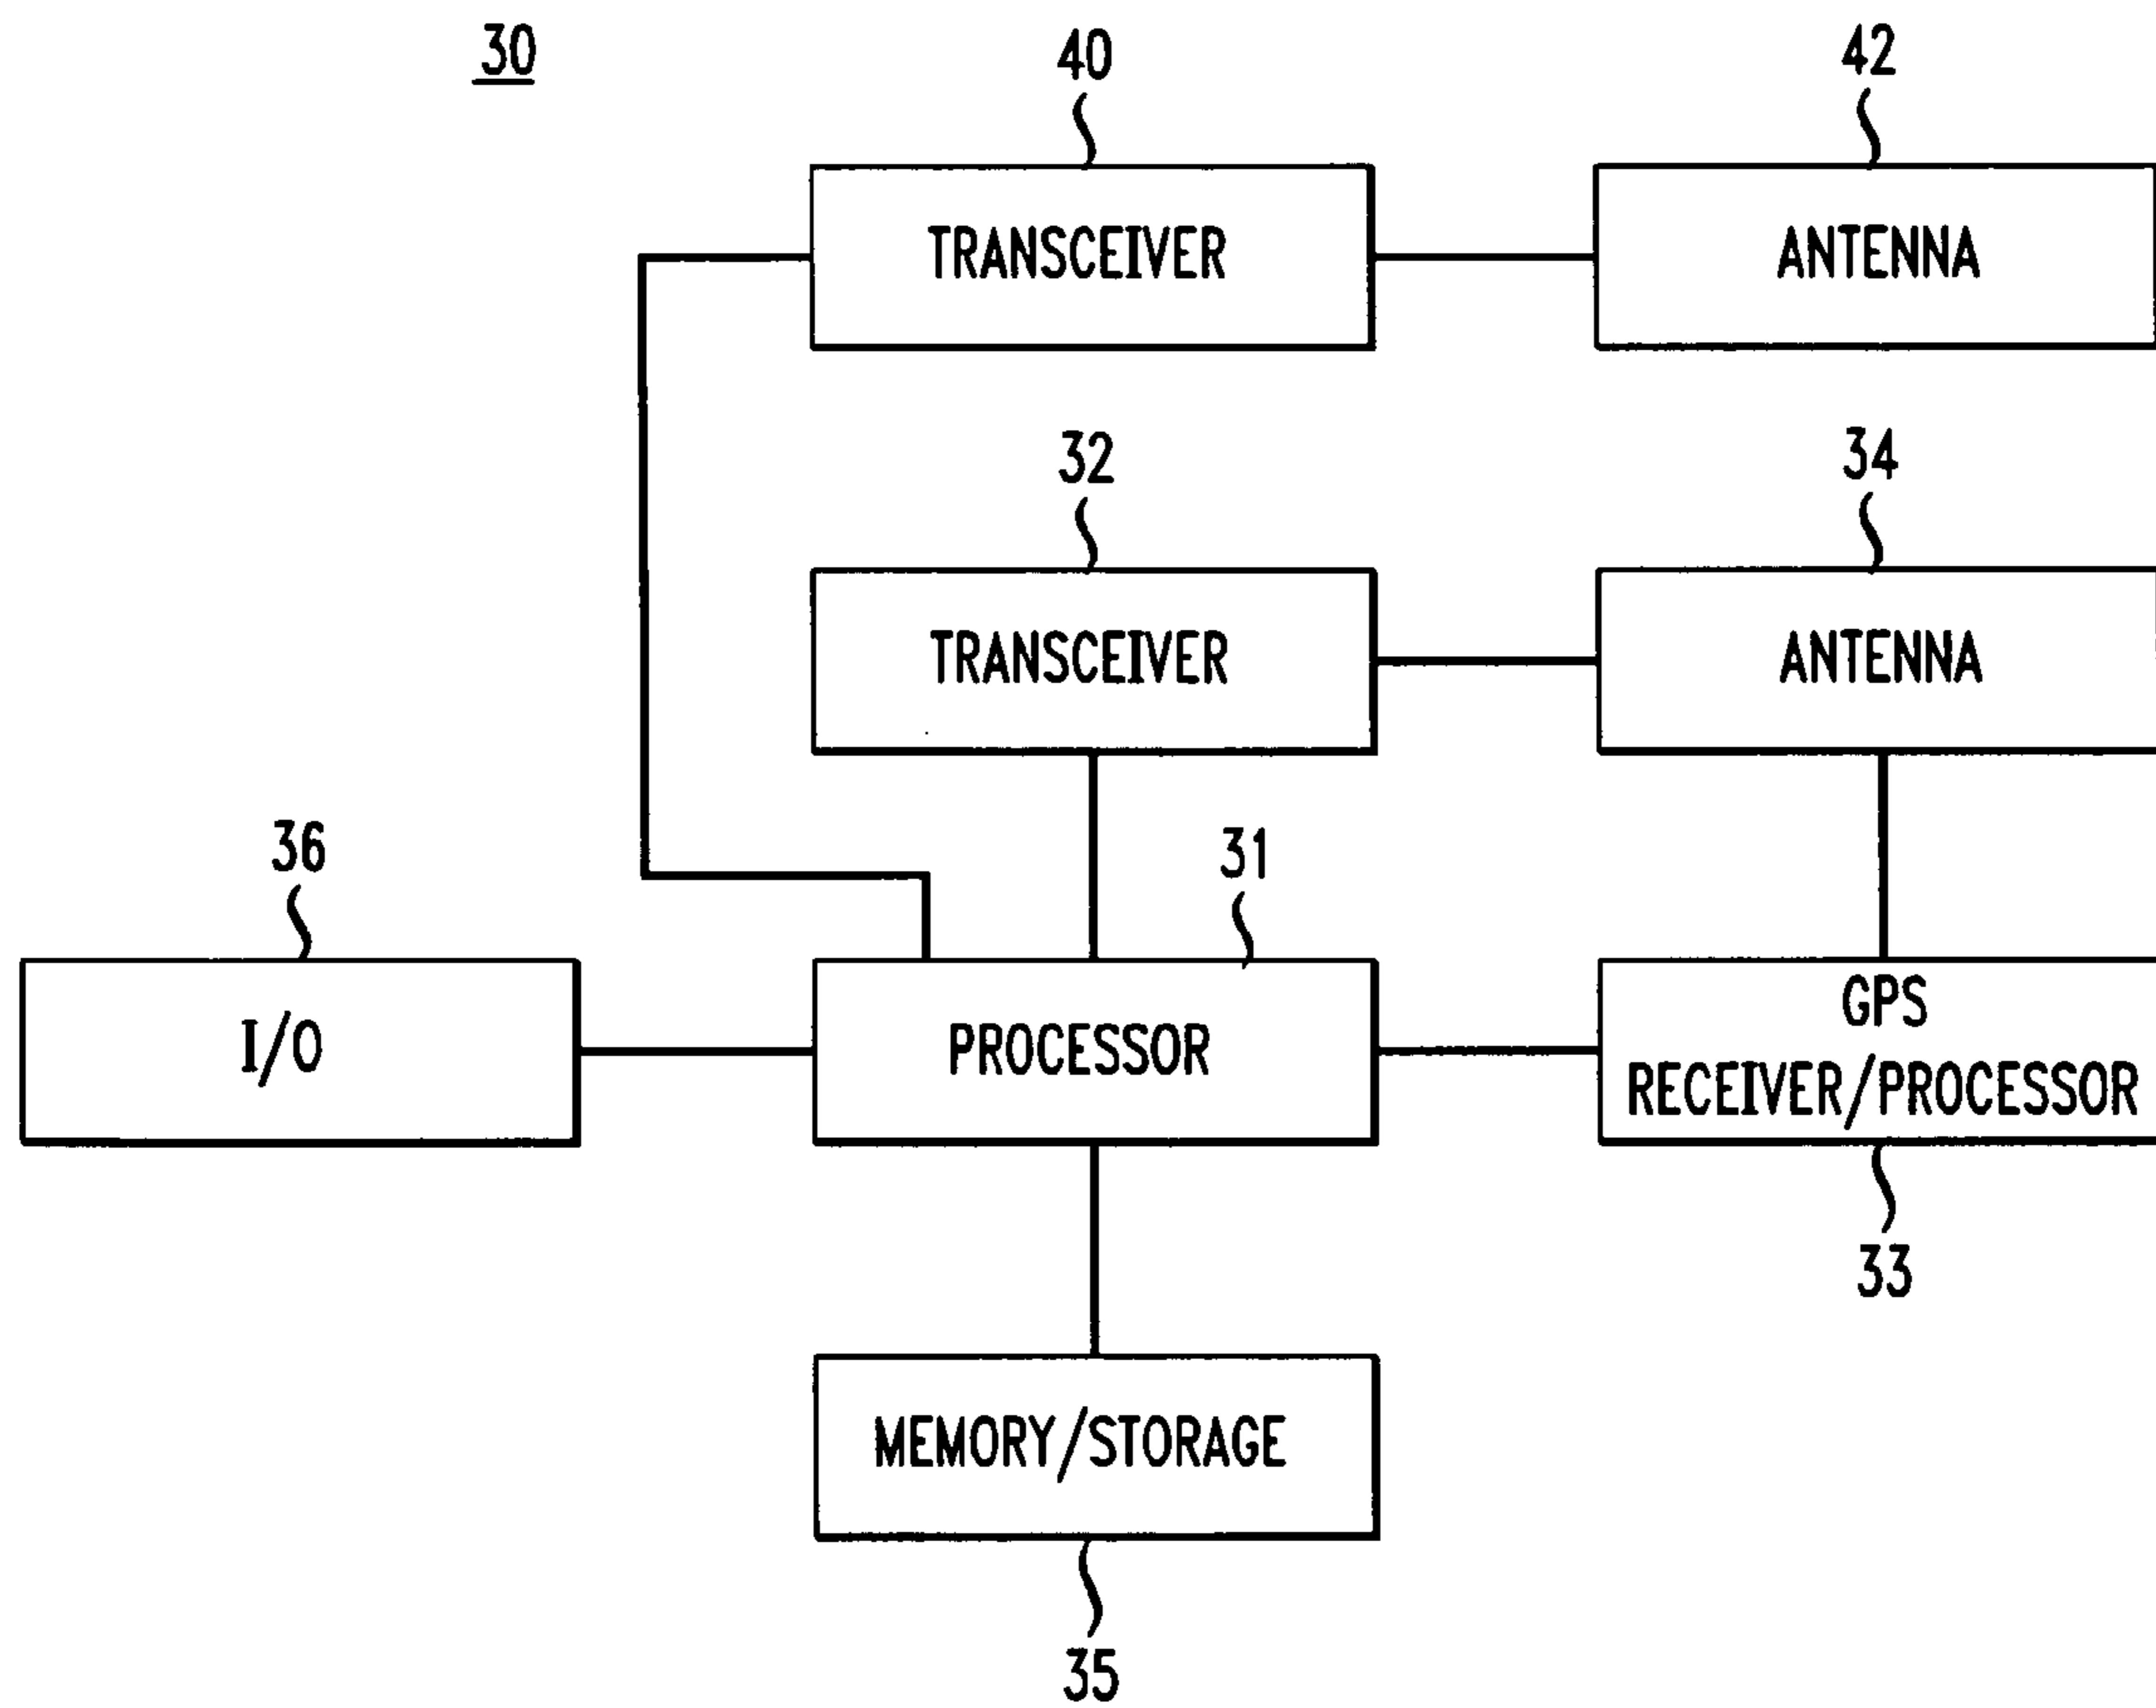 30
40
42
TRANSCEIVER
ANTENNA
32
34
TRANSCEIVER
ANTENNA
36
31
I/O
PROCESSOR
GPS
RECEIVER/PROCESSOR
33
MEMORY/STORAGE
35